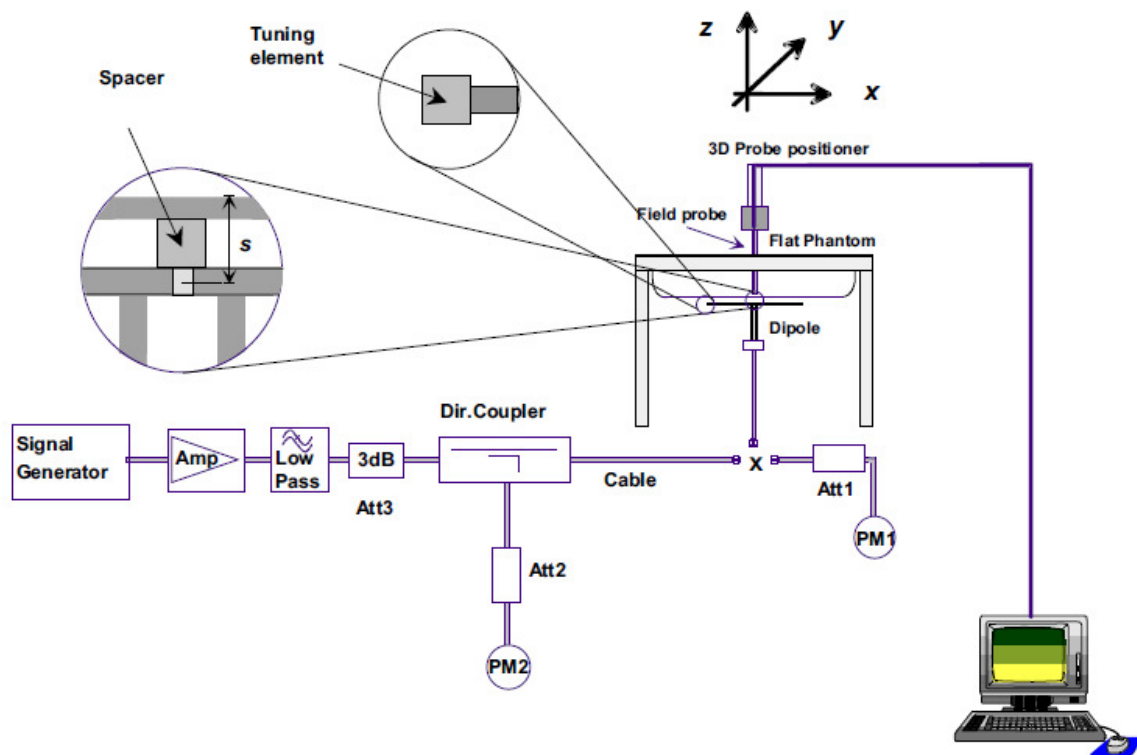 Tuning
element
Spacer
s
z
y
x
3D Probe positioner
Field probe
Flat Phantom
Dipole
Dir.Coupler
Signal
Generator
Amp
Low
Pass
3dB
Att3
Cable
x
Att1
PM1
Att2
PM2